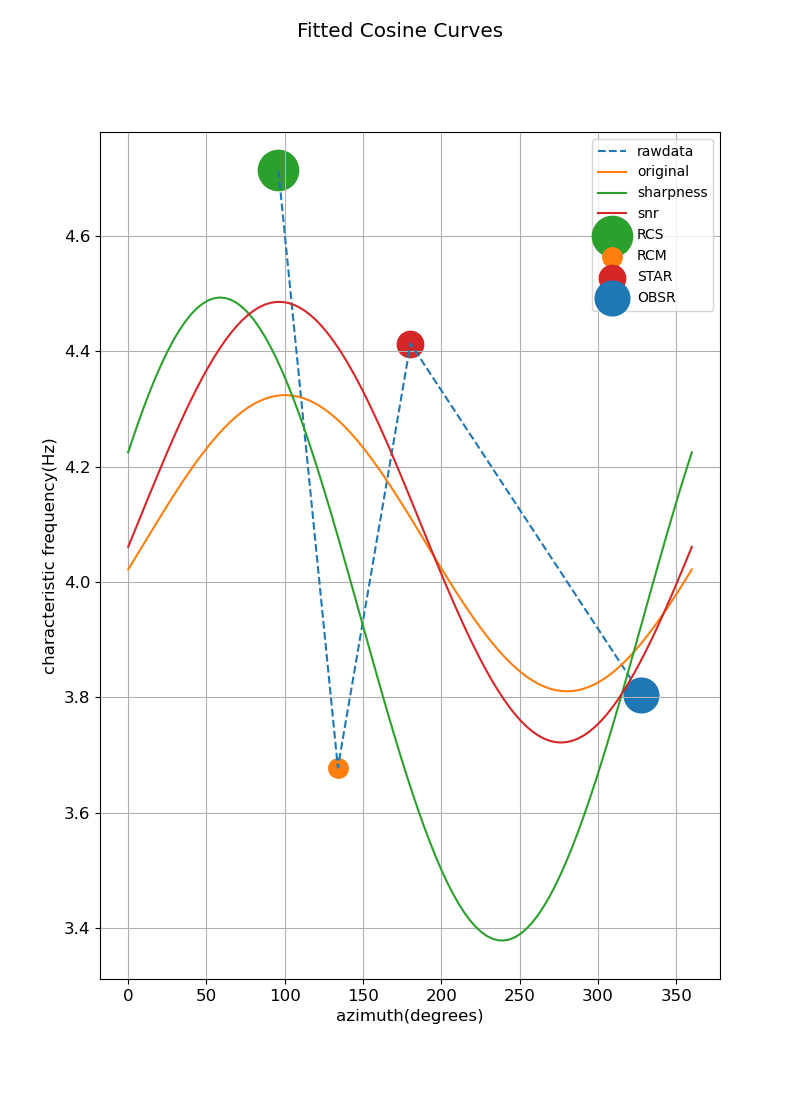 Fitted Cosine Curves
rawdata
original
sharpness
snr
RCS
RCM
STAR
OBSR
4.6
4.4
4.2
4.0
3.8
3.6
3.4
characteristic frequency(Hz)
0 50 100 150 200 250 300 350
azimuth(degrees)